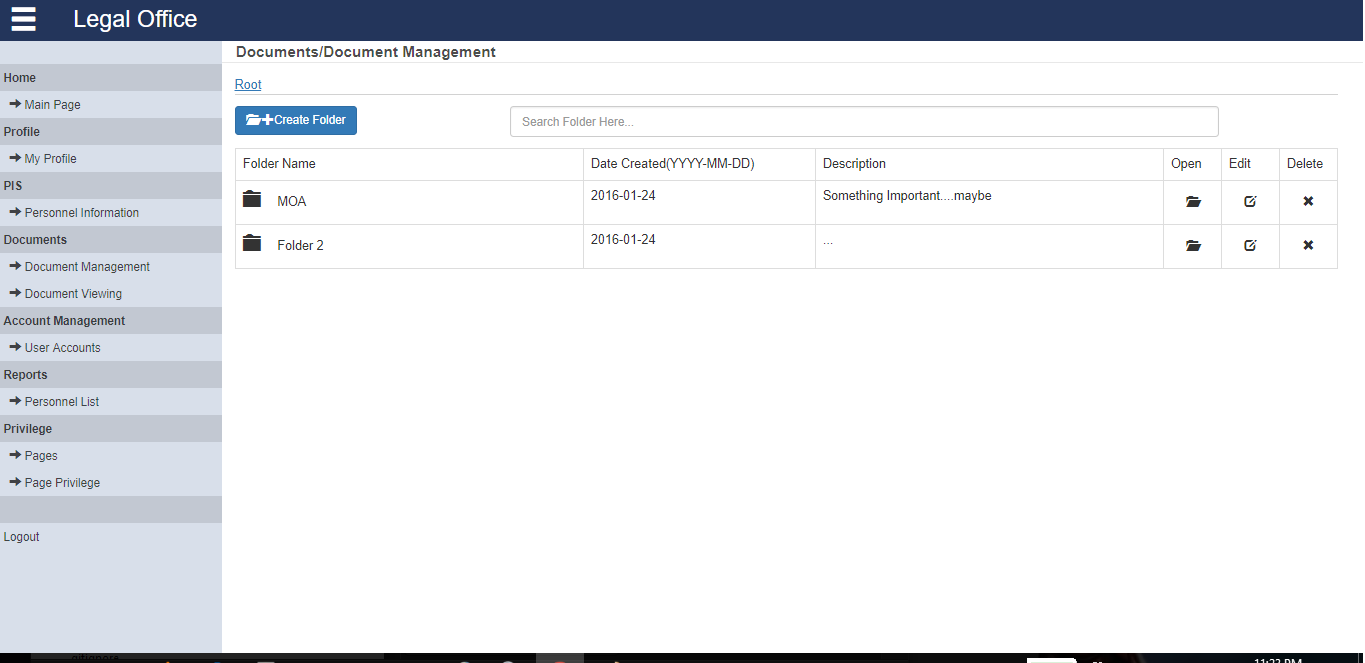 Legal Office
Documents/Document Management
Home
Main Page
Profile
My Profile
PIS
Personnel Information
Documents
Document Management
Document Viewing
Account Management
User Accounts
Reports
Personnel List
Privilege
Pages
Page Privilege
Logout
Root
Create Folder
Search Folder Here...
Folder Name Date Created(YYYY-MM-DD) Description Open Edit Delete
MOA 2016-01-24 Something Important....maybe
Folder 2 2016-01-24 ...